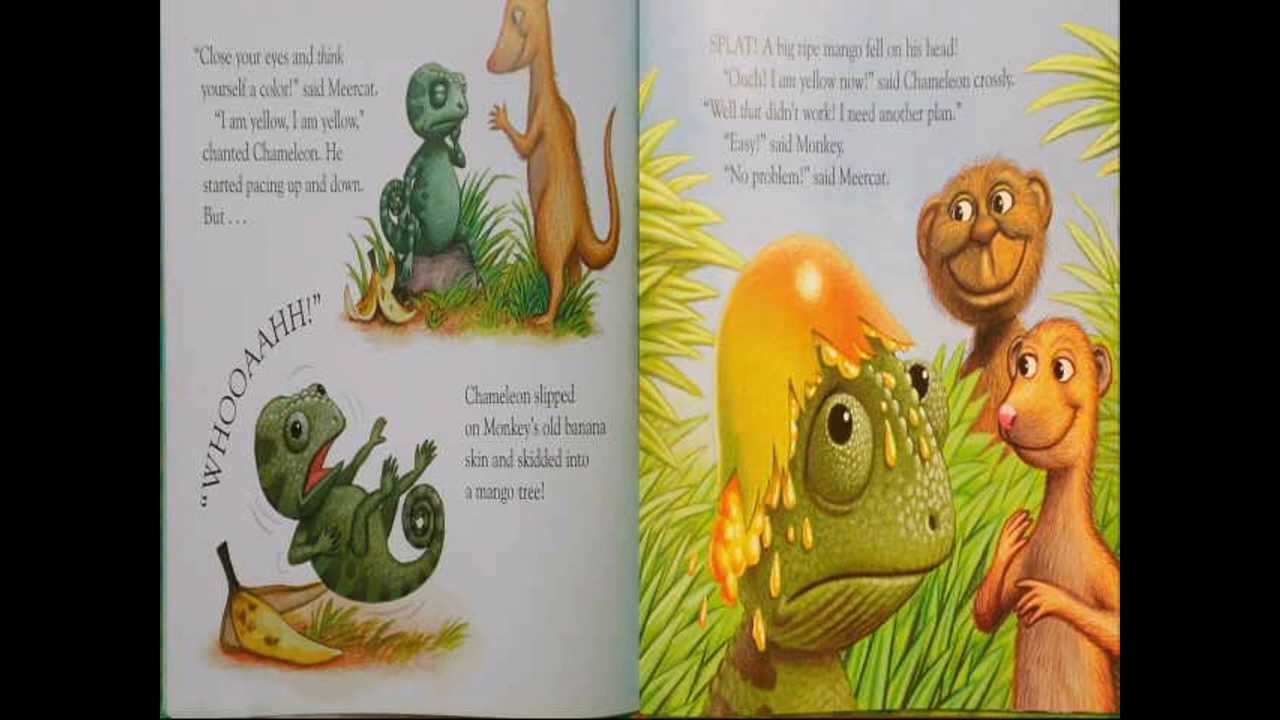 "Close your eyes and think
yourself a color!" said Meercat.
"I am yellow, I am yellow,"
chanted Chameleon. He
started pacing up and down.
But . . .
"WHOOOAAHH!"
Chameleon slipped
on Monkey's old banana
skin and skidded into
a mango tree!
SPLAT! A big ripe mango fell on his head!
"Ouch! I am yellow now!" said Chameleon crossly.
"Well that didn't work! I need another plan."
"Easy!" said Monkey.
"No problem!" said Meercat.